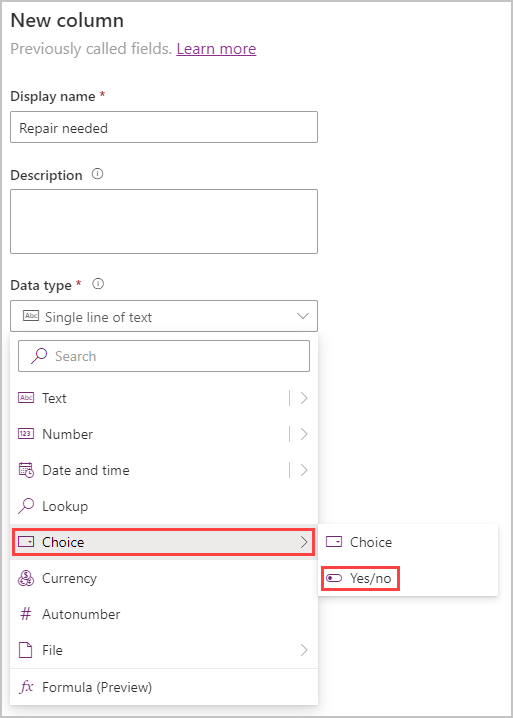 New column
Previously called fields. Learn more
Display name *
Repair needed
Description
Data type *
Abc Single line of text
Search
Abc Text
123 Number
Date and time
Lookup
Choice
Choice
Currency
Yes/no
# Autonumber
File
fx Formula (Preview)